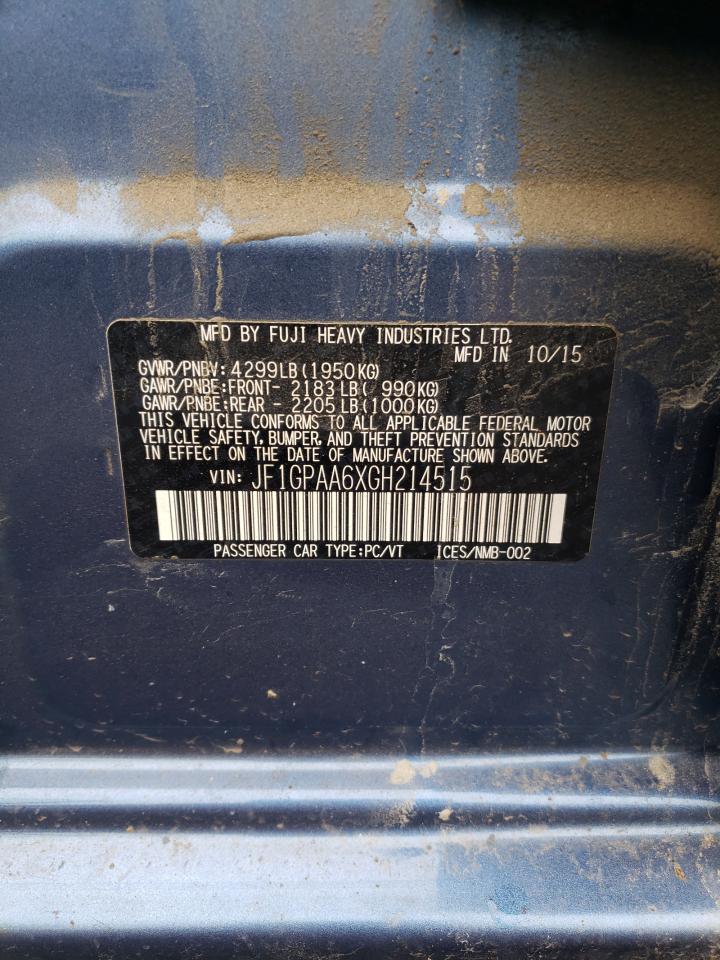 MFD BY FUJI HEAVY INDUSTRIES LTD.
MFD IN 10/15
GVWR/PNBV: 4299LB(1950KG)
GAWR/PNBE:FRONT- 2183LB( 990KG)
GAWR/PNBE:REAR - 2205LB(1000KG)
THIS VEHICLE CONFORMS TO ALL APPLICABLE FEDERAL MOTOR
VEHICLE SAFETY, BUMPER, AND THEFT PREVENTION STANDARDS
IN EFFECT ON THE DATE OF MANUFACTURE SHOWN ABOVE.
VIN: JF1GPAA6XGH214515
PASSENGER CAR TYPE:PC/VT ICES/NMB-002